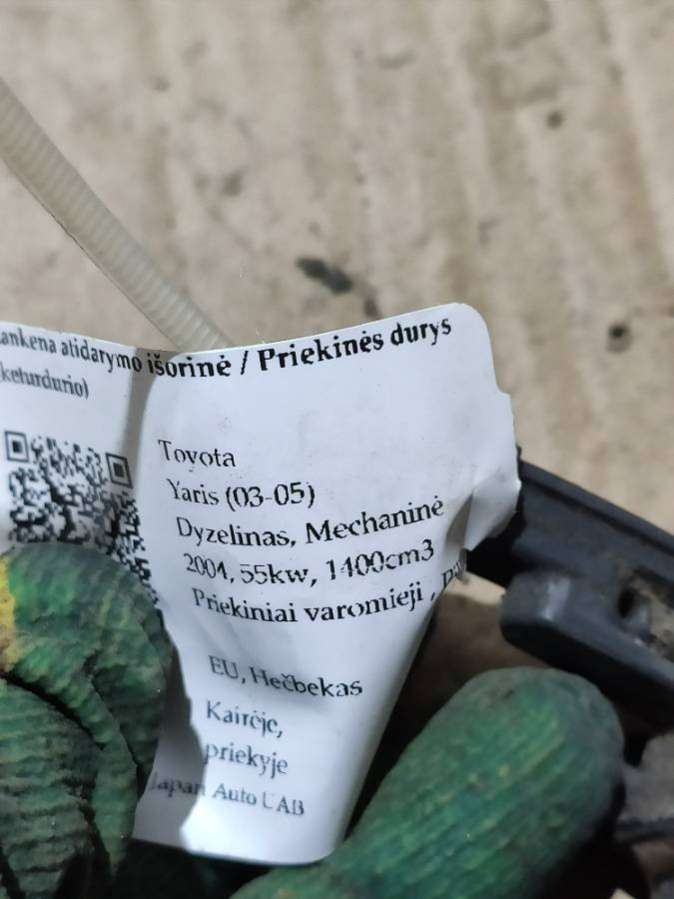 ankena atidarymo išorinė / Priekinės durys
keturdurio)
Toyota
Yaris (03-05)
Dyzelinas, Mechaninė
2004, 55kw, 1400cm3
Priekiniai varomieji ,
EU, Hečbekas
Kairėje,
priekyje
Japan Auto UAB